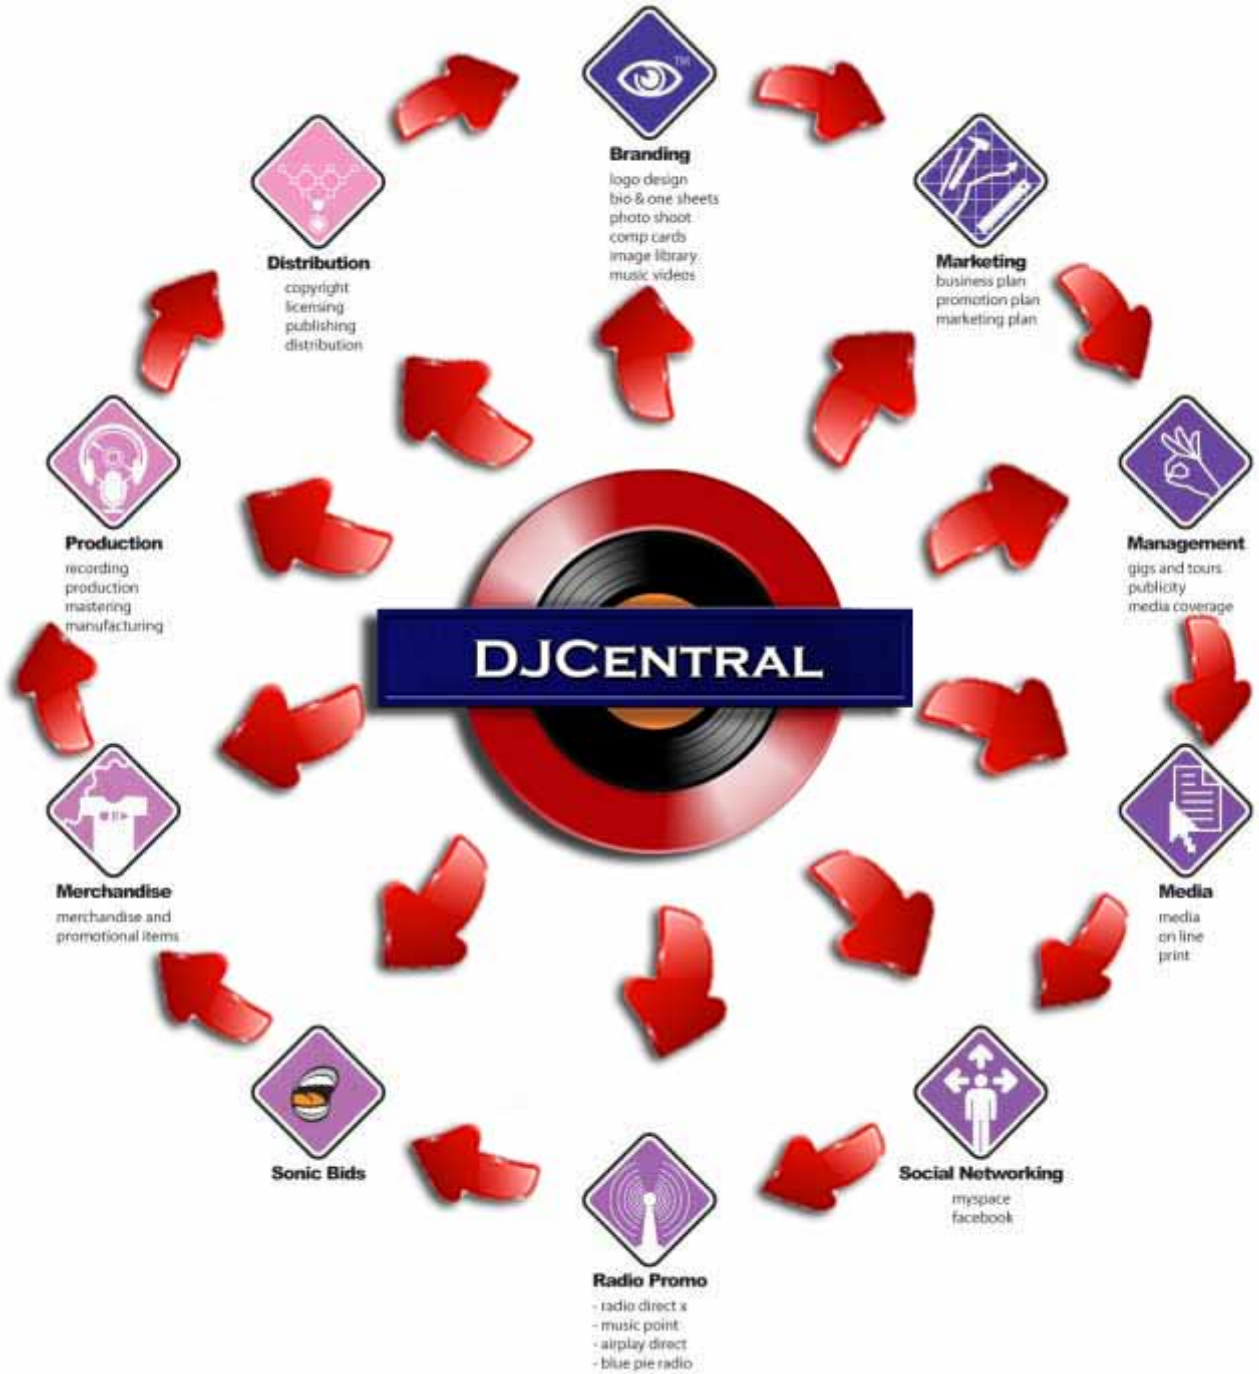 TM
Branding
logo design
bio & one sheets
photo shoot
comp cards
image library
music videos
Marketing
business plan
promotion plan
marketing plan
Management
gigs and tours
publicity
media coverage
Media
media
on line
print
Social Networking
myspace
facebook
Radio Promo
- radio direct x
- music point
- airplay direct
- blue pie radio
Sonic Bids
Merchandise
merchandise and
promotional items
Production
recording
production
mastering
manufacturing
Distribution
copyright
licensing
publishing
distribution
DJCENTRAL